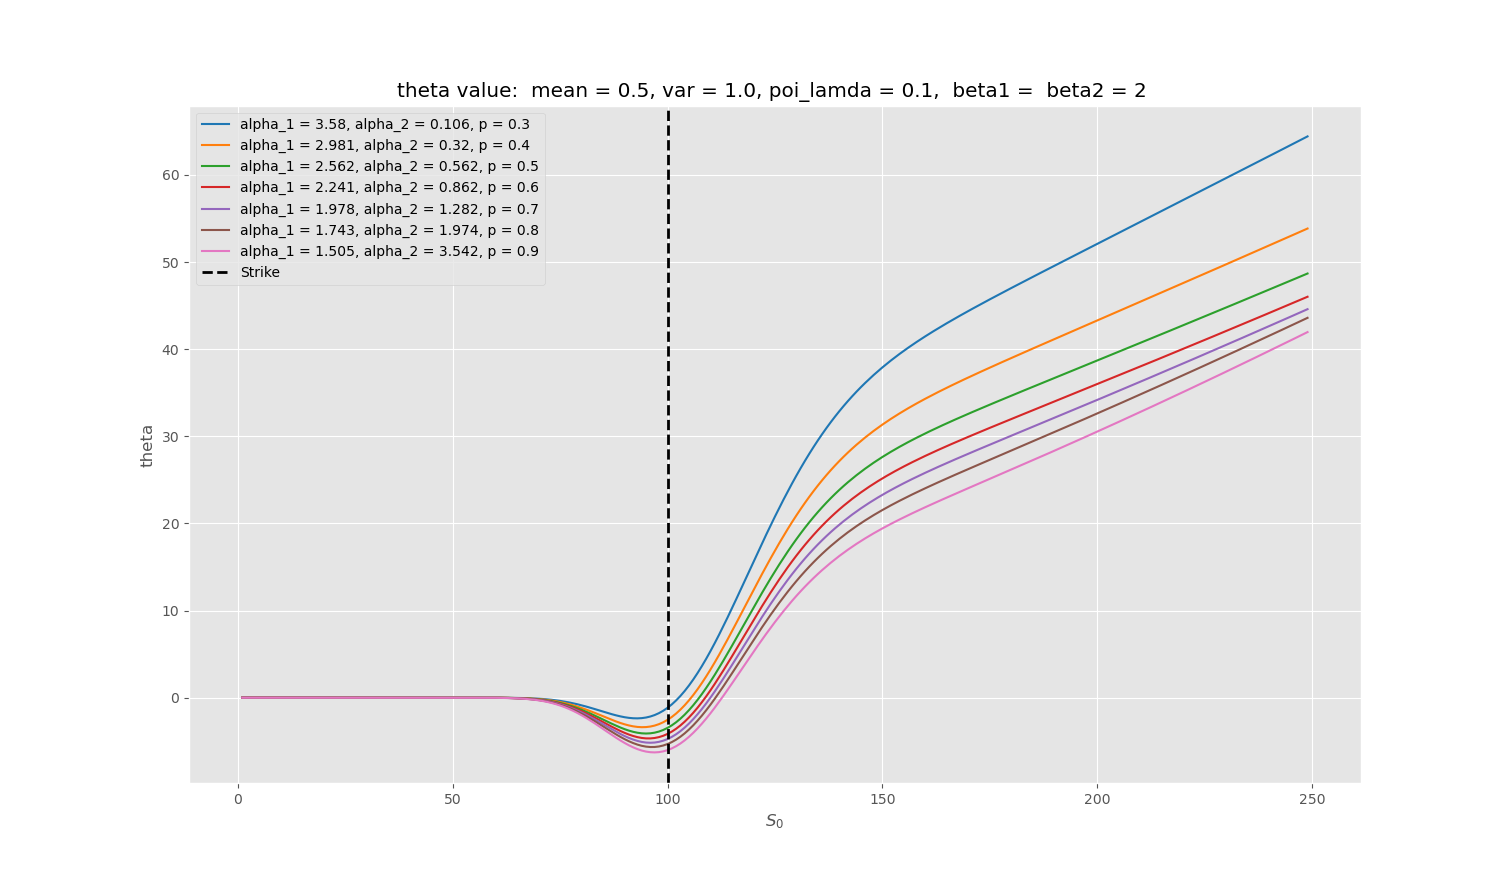 theta value:  mean = 0.5, var = 1.0, poi_lamda = 0.1,  beta1 =  beta2 = 2
alpha_1 = 3.58, alpha_2 = 0.106, p = 0.3
alpha_1 = 2.981, alpha_2 = 0.32, p = 0.4
alpha_1 = 2.562, alpha_2 = 0.562, p = 0.5
alpha_1 = 2.241, alpha_2 = 0.862, p = 0.6
alpha_1 = 1.978, alpha_2 = 1.282, p = 0.7
alpha_1 = 1.743, alpha_2 = 1.974, p = 0.8
alpha_1 = 1.505, alpha_2 = 3.542, p = 0.9
Strike
theta
60
50
40
30
20
10
0
0 50 100 150 200 250
S₀